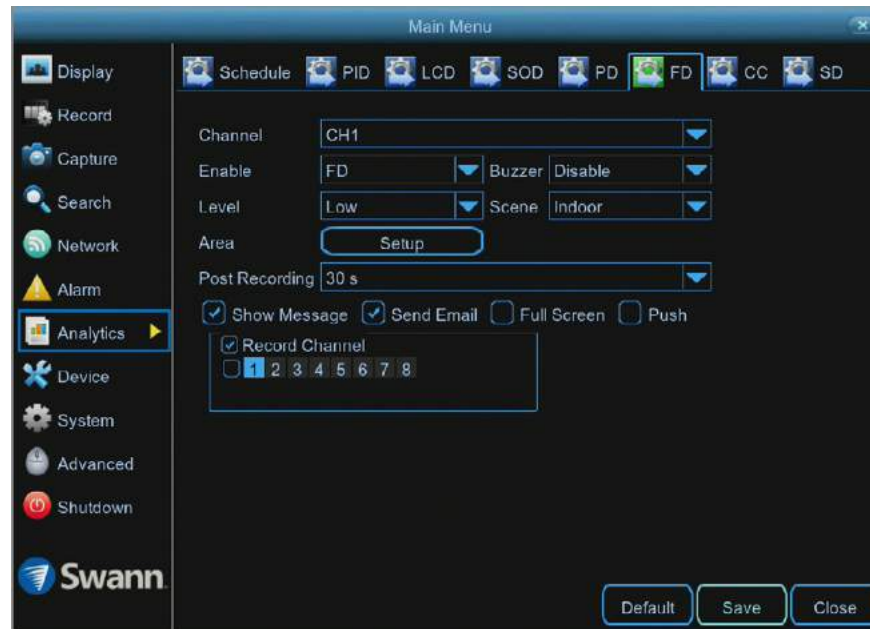 Main Menu
Display
Record
Capture
Search
Network
Alarm
Analytics
Device
System
Advanced
Shutdown
Swann
Schedule PID LCD SOD PD FD CC SD
Channel CH1
Enable FD Buzzer Disable
Level Low Scene Indoor
Area Setup
Post Recording 30 s
Show Message Send Email Full Screen Push
Record Channel
1 2 3 4 5 6 7 8
Default Save Close